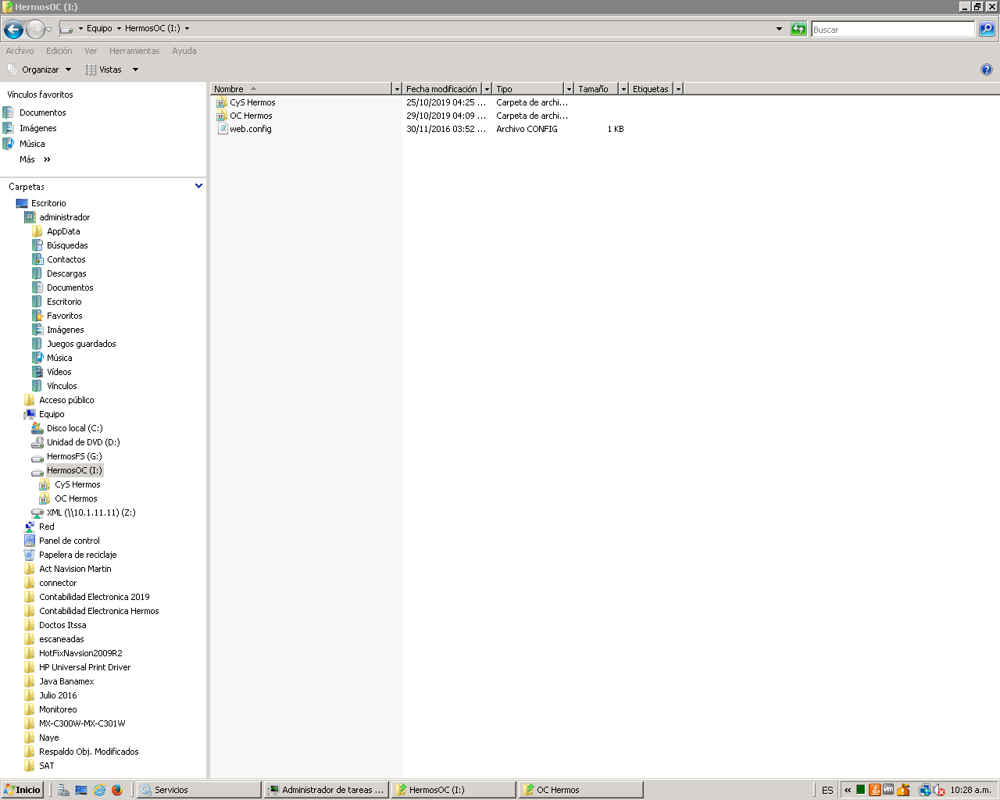 HermosOC (I:)
Equipo HermosOC (I:)
Buscar
Archivo Edición Ver Herramientas Ayuda
Organizar Vistas
Vínculos favoritos
Documentos
Imágenes
Música
Más »
Carpetas
Escritorio
administrador
AppData
Búsquedas
Contactos
Descargas
Documentos
Escritorio
Favoritos
Imágenes
Juegos guardados
Música
Vídeos
Vínculos
Acceso público
Equipo
Disco local (C:)
Unidad de DVD (D:)
HermosFS (G:)
HermosOC (I:)
CyS Hermos
OC Hermos
XML (\\10.1.11.11) (Z:)
Red
Panel de control
Papelera de reciclaje
Act Navision Martin
connector
Contabilidad Electronica 2019
Contabilidad Electronica Hermos
Doctos Itssa
escaneadas
HotFixNavsion2009R2
HP Universal Print Driver
Java Banamex
Julio 2016
Monitoreo
MX-C300W-MX-C301W
Naye
Respaldo Obj. Modificados
SAT
Nombre Fecha modificación Tipo Tamaño Etiquetas
CyS Hermos 25/10/2019 04:25 ... Carpeta de archi...
OC Hermos 29/10/2019 04:09 ... Carpeta de archi...
web.config 30/11/2016 03:52 ... Archivo CONFIG 1 KB
Inicio Servicios Administrador de tareas ... HermosOC (I:) OC Hermos ES « 10:28 a.m.